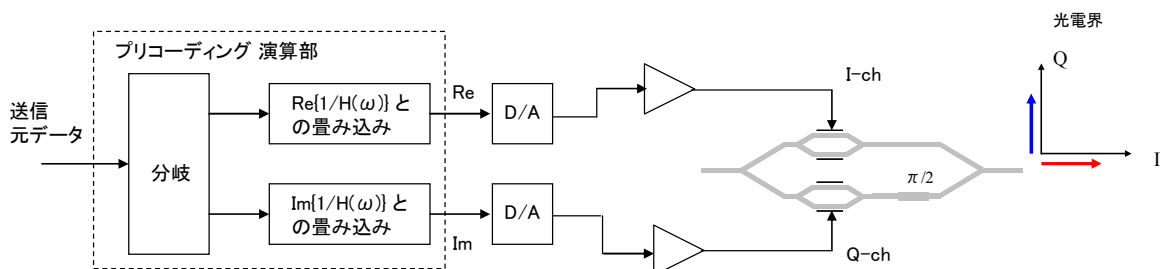 光電界
プリコーディング 演算部
Q
I-ch
Re{1/H(ω)} と
の畳み込み
Re
D/A
送信
元データ
分岐
I
π/2
Im{1/H(ω)} と
の畳み込み
Im
D/A
Q-ch